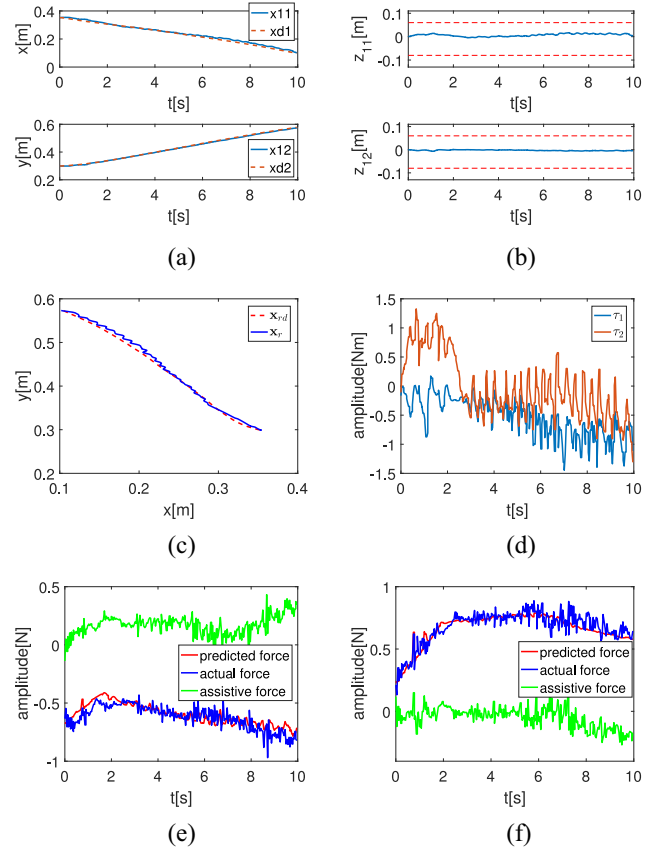 x[m]
0.4
0.2
0
x11
xd1
0 2 4 6 8 10
t[s]
y[m]
0.6
0.4
0.2
x12
xd2
0 2 4 6 8 10
t[s]
(a)
z11[m]
0.1
0
-0.1
0 2 4 6 8 10
t[s]
z12[m]
0.1
0
-0.1
0 2 4 6 8 10
t[s]
(b)
y[m]
0.6
0.5
0.4
0.3
0.2
xrd
xr
0.1 0.2 0.3 0.4
x[m]
(c)
amplitude[Nm]
1.5
1
0.5
0
-0.5
-1
-1.5
τ1
τ2
0 2 4 6 8 10
t[s]
(d)
amplitude[N]
0.5
0
-0.5
-1
predicted force
actual force
assistive force
0 2 4 6 8 10
t[s]
(e)
amplitude[N]
1
0.5
0
predicted force
actual force
assistive force
0 2 4 6 8 10
t[s]
(f)